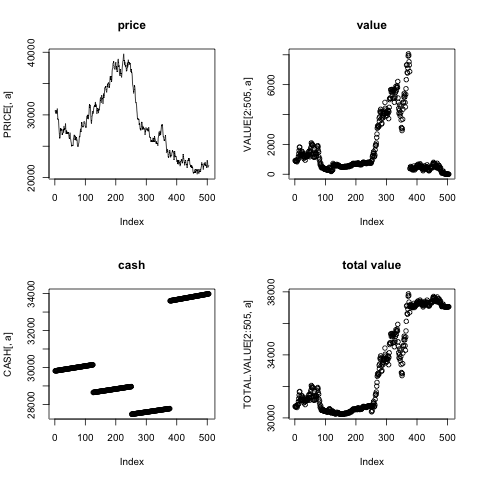 price
PRICE[, a]
20000 30000 40000
0 100 200 300 400 500
Index
value
VALUE[2:505, a]
0 2000 6000
0 100 200 300 400 500
Index
cash
CASH[, a]
28000 30000 32000 34000
0 100 200 300 400 500
Index
total value
TOTAL.VALUE[2:505, a]
30000 34000 38000
0 100 200 300 400 500
Index